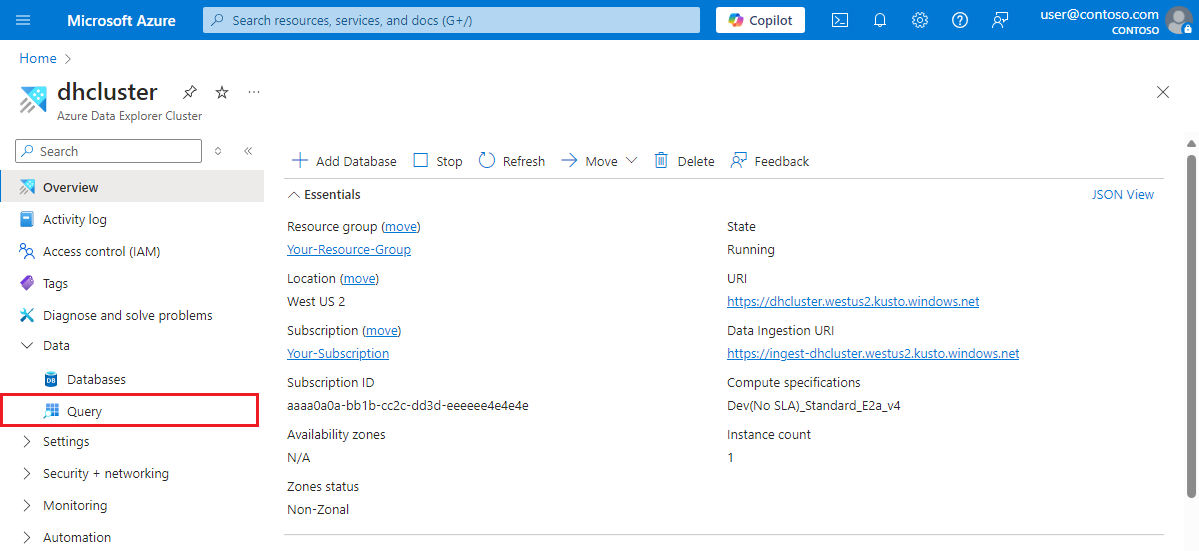 Microsoft Azure
Search resources, services, and docs (G+/)
Copilot
user@contoso.com
CONTOSO
Home
dhcluster
Azure Data Explorer Cluster
Search
Overview
Activity log
Access control (IAM)
Tags
Diagnose and solve problems
Data
DB
Databases
Query
Settings
Security + networking
Monitoring
Automation
Add Database
Stop
Refresh
Move
Delete
Feedback
Essentials
JSON View
Resource group (move)
Your-Resource-Group
Location (move)
West US 2
Subscription (move)
Your-Subscription
Subscription ID
aaaa0a0a-bb1b-cc2c-dd3d-eeeeee4e4e4e
Availability zones
N/A
Zones status
Non-Zonal
State
Running
URI
https://dhcluster.westus2.kusto.windows.net
Data Ingestion URI
https://ingest-dhcluster.westus2.kusto.windows.net
Compute specifications
Dev(No SLA)_Standard_E2a_v4
Instance count
1